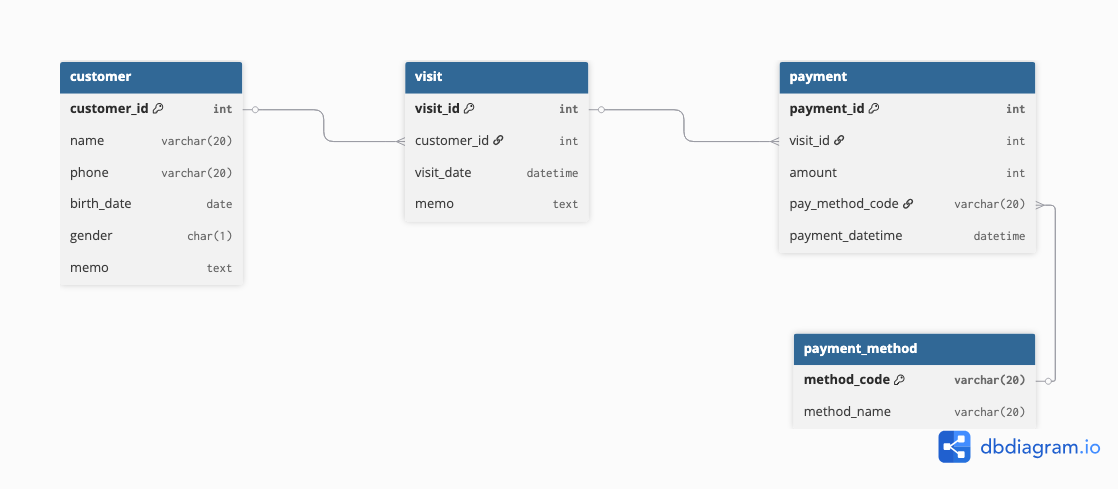 customer
customer_id int
name varchar(20)
phone varchar(20)
birth_date date
gender char(1)
memo text
visit
visit_id int
customer_id int
visit_date datetime
memo text
payment
payment_id int
visit_id int
amount int
pay_method_code varchar(20)
payment_datetime datetime
payment_method
method_code varchar(20)
method_name varchar(20)
dbdiagram.io